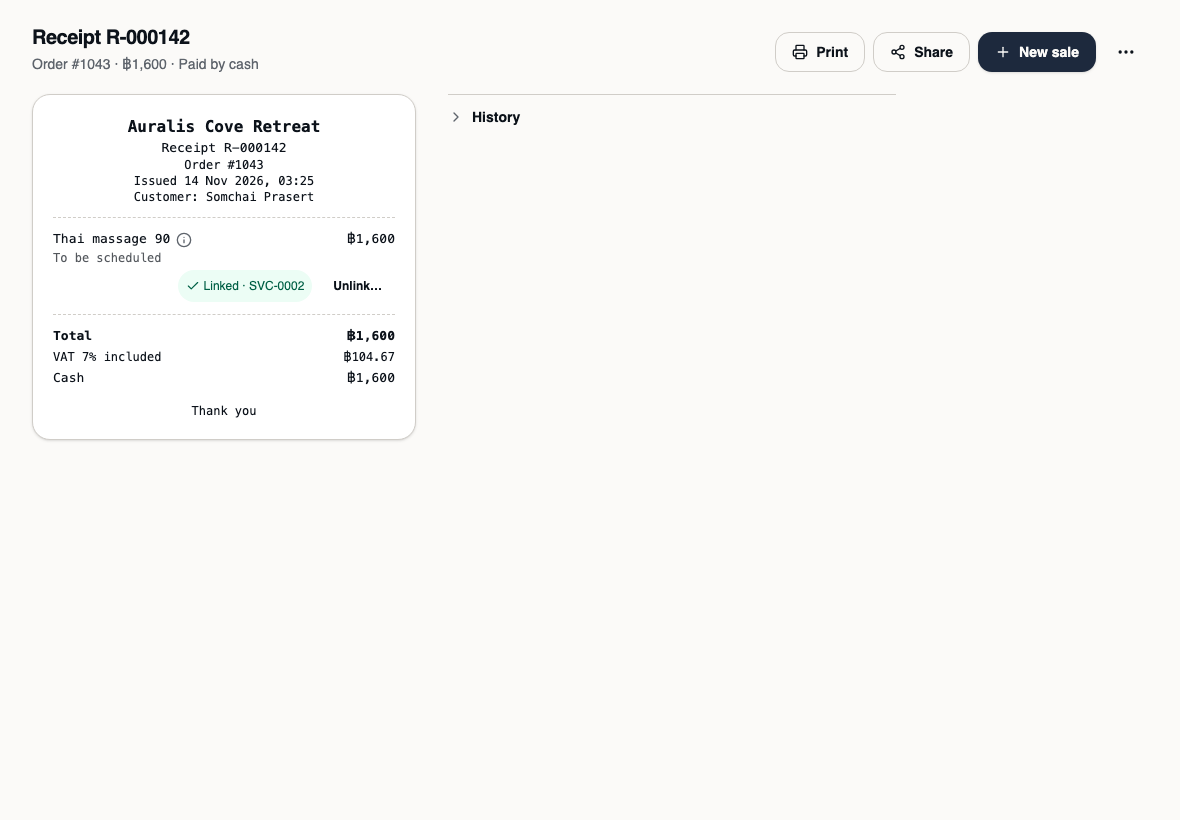 Receipt R-000142
Order #1043 · ฿1,600 · Paid by cash
Print
Share
New sale
Auralis Cove Retreat
Receipt R-000142
Order #1043
Issued 14 Nov 2026, 03:25
Customer: Somchai Prasert
Thai massage 90 ฿1,600
To be scheduled
Linked · SVC-0002 Unlink...
Total ฿1,600
VAT 7% included ฿104.67
Cash ฿1,600
Thank you
History